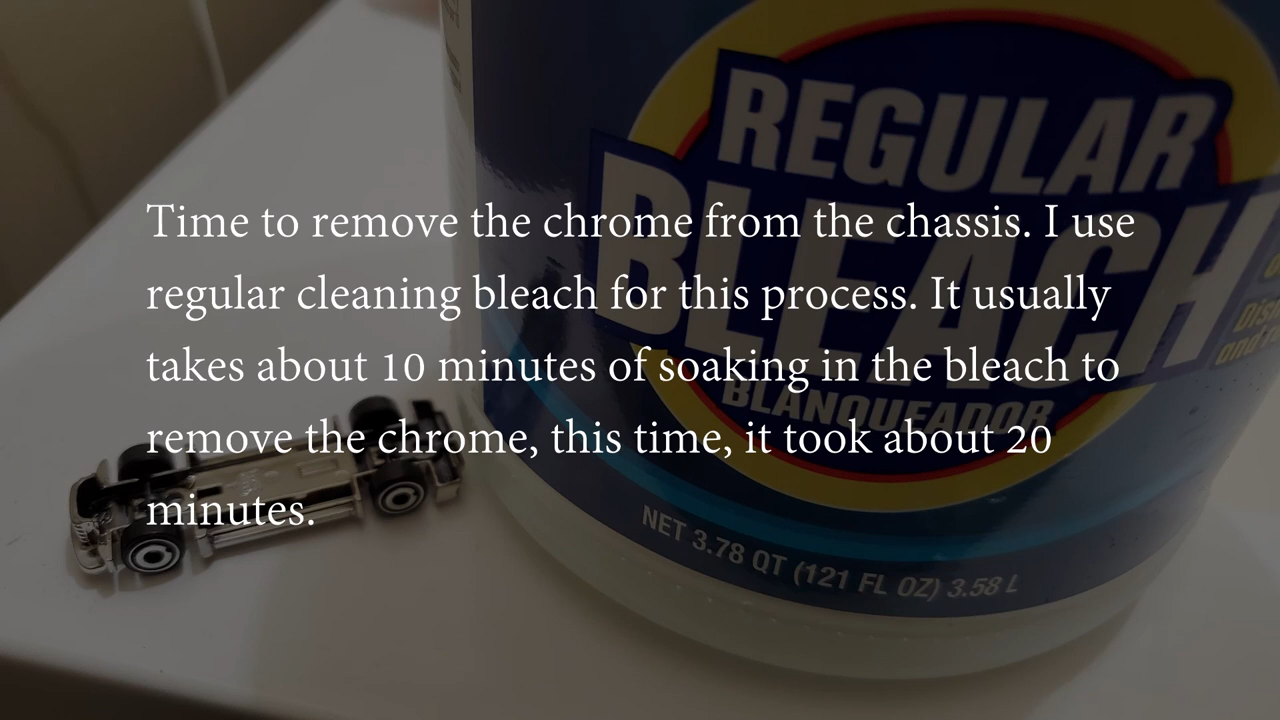 Time to remove the chrome from the chassis. I use
regular cleaning bleach for this process. It usually
takes about 10 minutes of soaking in the bleach to
remove the chrome, this time, it took about 20
minutes.
REGULAR
BLEACH
BLANQUEADOR
NET 3.78 QT (121 FL OZ) 3.58 L